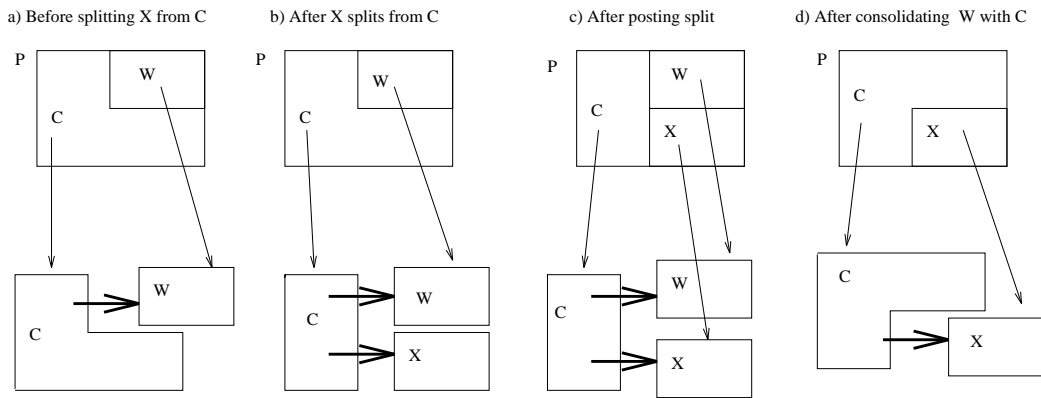 a) Before splitting X from C
b) After X splits from C
c) After posting split
d) After consolidating W with C
P
W
C
W
C
P
W
C
W
C
X
P
W
C
X
W
C
X
P
C
X
C
X